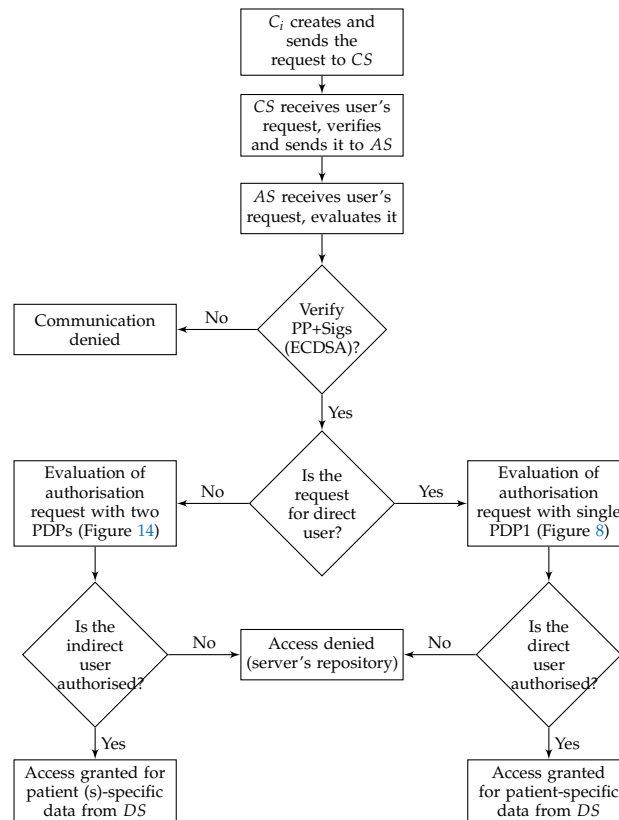 C_i creates and
sends the
request to CS
CS receives user's
request, verifies
and sends it to AS
AS receives user's
request, evaluates it
Verify
PP+Sigs
(ECDSA)?
No
Communication
denied
Yes
Is the
request
for direct
user?
No
Yes
Evaluation of
authorisation
request with two
PDPs (Figure 14)
Evaluation of
authorisation
request with single
PDP1 (Figure 8)
Is the
indirect
user
authorised?
No
Access denied
(server's repository)
No
Is the
direct
user
authorised?
Yes
Yes
Access granted for
patient (s)-specific
data from DS
Access granted
for patient-specific
data from DS